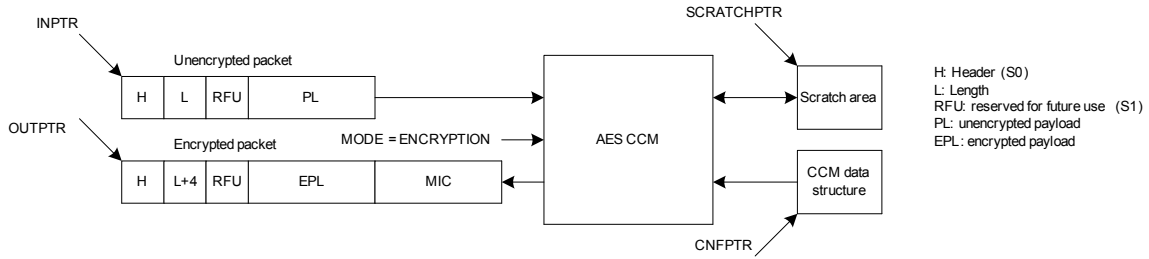 SCRATCHPTR
INPTR
Unencrypted packet
H L RFU PL
Scratch area
H: Header (S0)
L: Length
RFU: reserved for future use (S1)
PL: unencrypted payload
EPL: encrypted payload
OUTPTR
MODE = ENCRYPTION
AES CCM
Encrypted packet
H L+4 RFU EPL MIC
CCM data
structure
CNFPTR